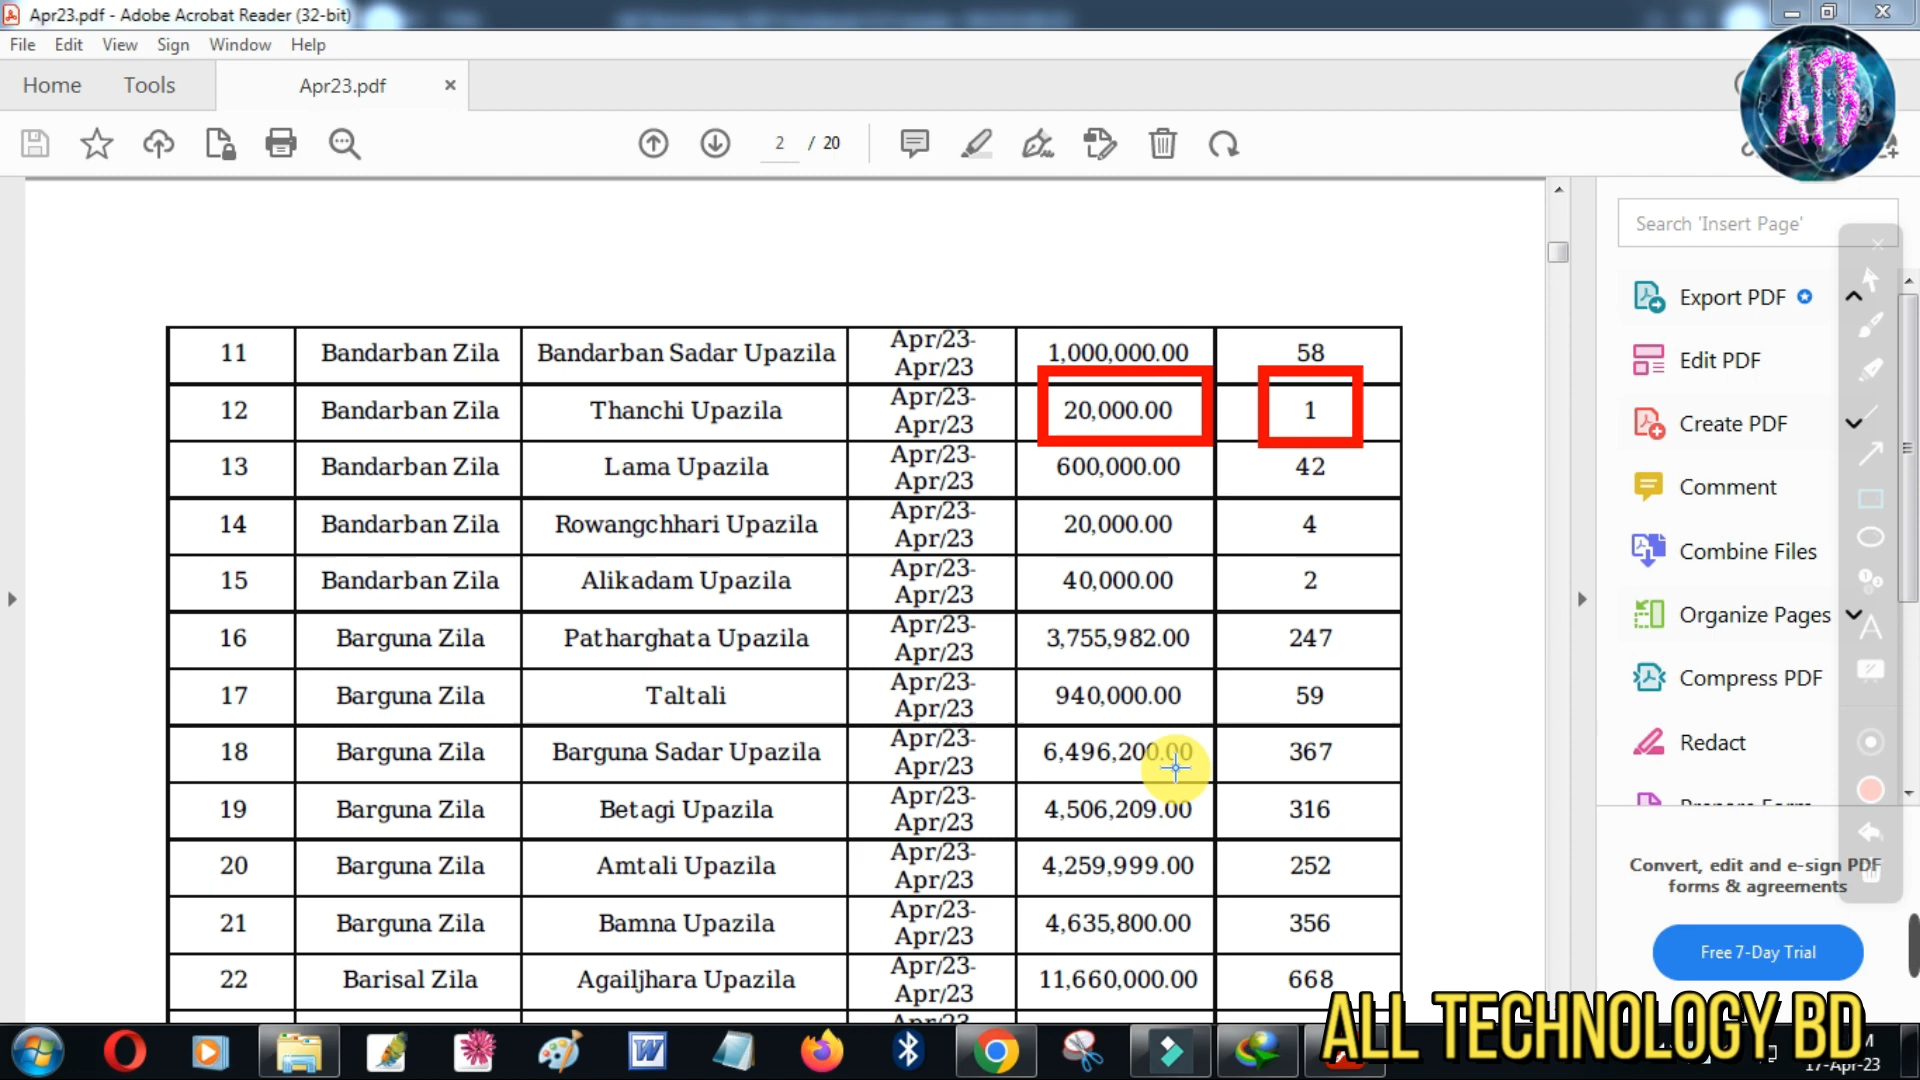 Apr23.pdf - Adobe Acrobat Reader (32-bit)
File Edit View Sign Window Help
Home Tools Apr23.pdf
2 / 20
Search 'Insert Page'
Export PDF
Edit PDF
Create PDF
Comment
Combine Files
Organize Pages
Compress PDF
Redact
Convert, edit and e-sign PDF
forms & agreements
Free 7-Day Trial
11 Bandarban Zila Bandarban Sadar Upazila Apr/23-Apr/23 1,000,000.00 58
12 Bandarban Zila Thanchi Upazila Apr/23-Apr/23 20,000.00 1
13 Bandarban Zila Lama Upazila Apr/23-Apr/23 600,000.00 42
14 Bandarban Zila Rowangchhari Upazila Apr/23-Apr/23 20,000.00 4
15 Bandarban Zila Alikadam Upazila Apr/23-Apr/23 40,000.00 2
16 Barguna Zila Patharghata Upazila Apr/23-Apr/23 3,755,982.00 247
17 Barguna Zila Taltali Apr/23-Apr/23 940,000.00 59
18 Barguna Zila Barguna Sadar Upazila Apr/23-Apr/23 6,496,200.00 367
19 Barguna Zila Betagi Upazila Apr/23-Apr/23 4,506,209.00 316
20 Barguna Zila Amtali Upazila Apr/23-Apr/23 4,259,999.00 252
21 Barguna Zila Bamna Upazila Apr/23-Apr/23 4,635,800.00 356
22 Barisal Zila Agailjhara Upazila Apr/23-Apr/23 11,660,000.00 668
ATB
ALL TECHNOLOGY BD
17-Apr-23